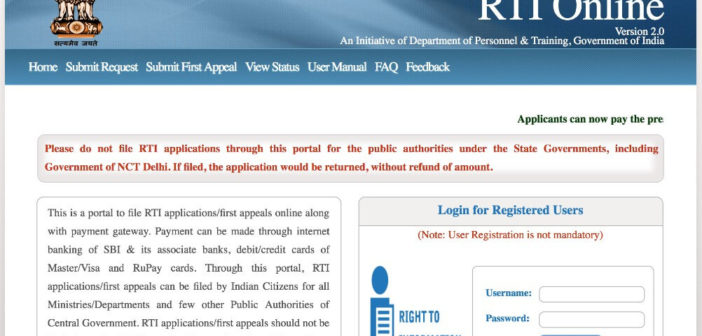 RTI Online
Version 2.0
An Initiative of Department of Personnel & Training, Government of India
सत्यमेव जयते
Home Submit Request Submit First Appeal View Status User Manual FAQ Feedback
Applicants can now pay the pre
Please do not file RTI applications through this portal for the public authorities under the State Governments, including
Government of NCT Delhi. If filed, the application would be returned, without refund of amount.
This is a portal to file RTI applications/first appeals online along
with payment gateway. Payment can be made through internet
banking of SBI & its associate banks, debit/credit cards of
Master/Visa and RuPay cards. Through this portal, RTI
applications/first appeals can be filed by Indian Citizens for all
Ministries/Departments and few other Public Authorities of
Central Government. RTI applications/first appeals should not be
Login for Registered Users
(Note: User Registration is not mandatory)
Username:
Password:
RIGHT TO
INFORMATION